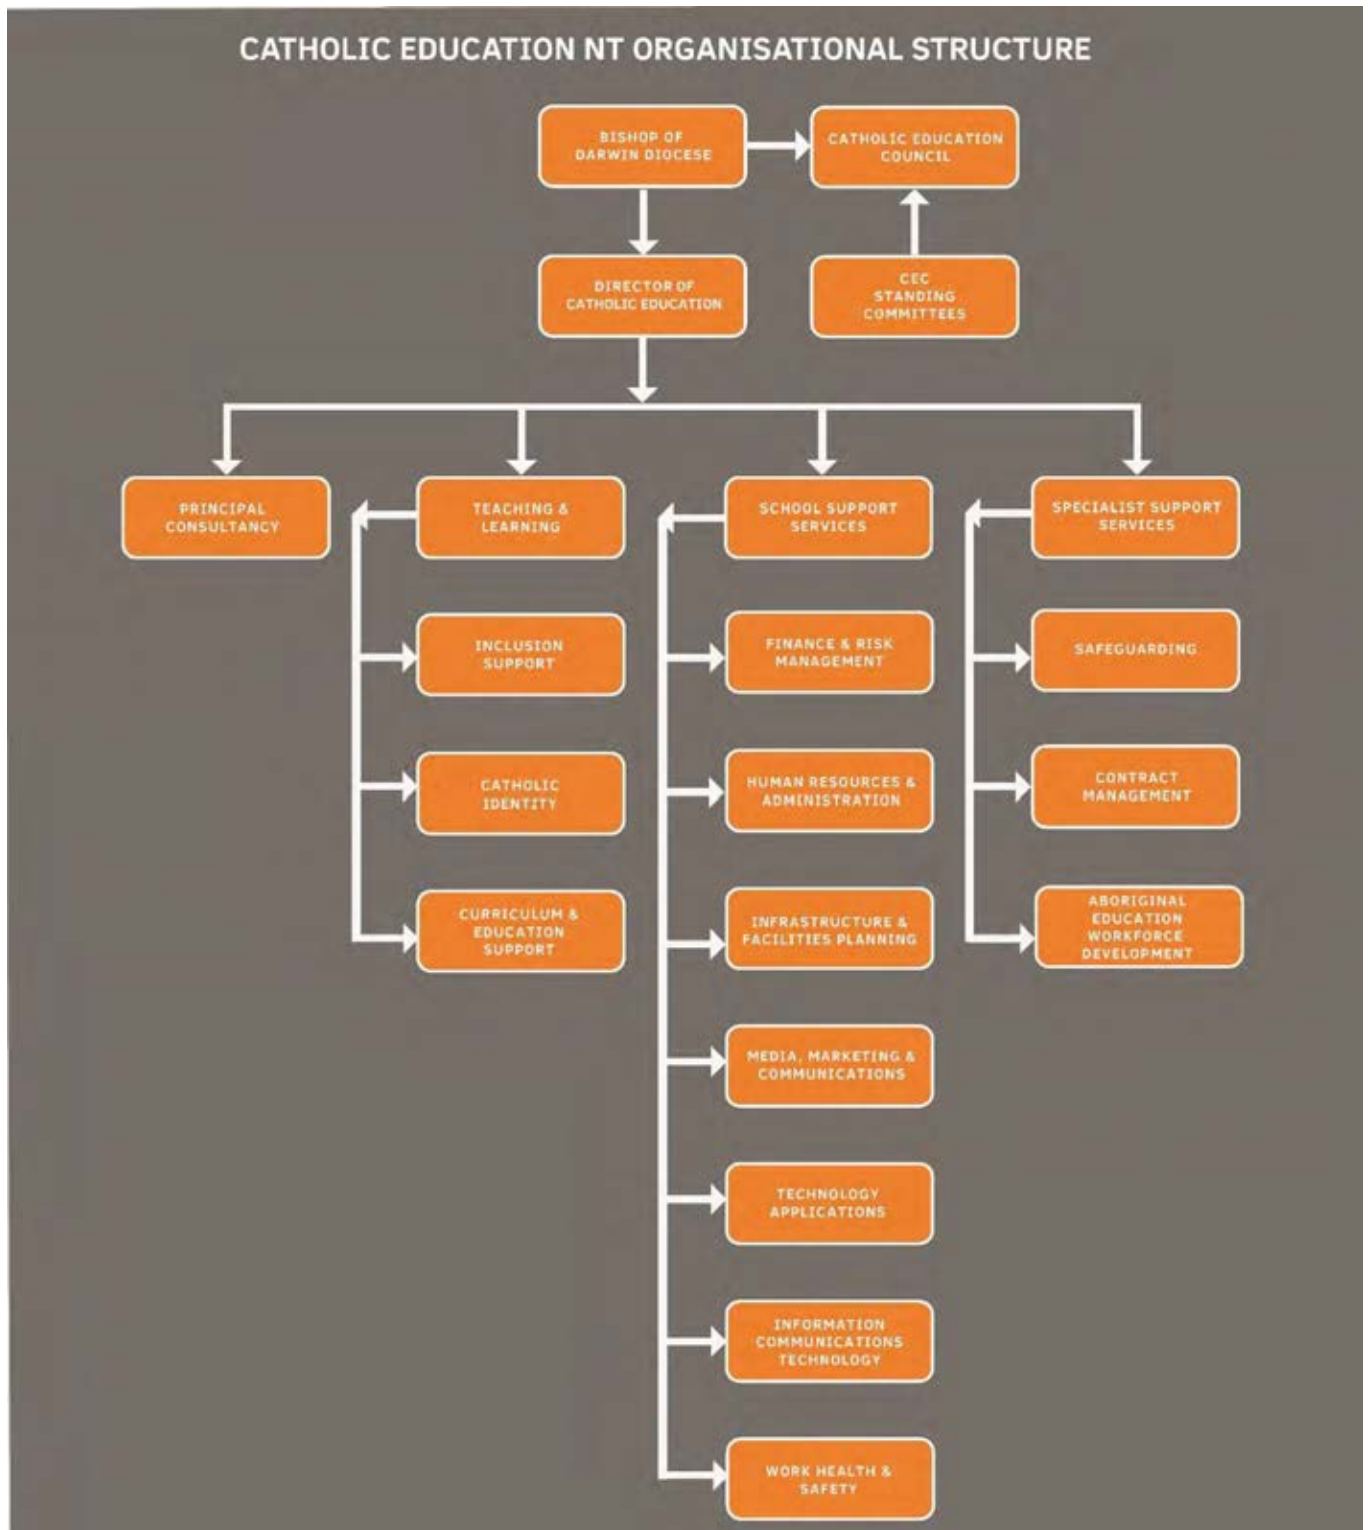 CATHOLIC EDUCATION NT ORGANISATIONAL STRUCTURE
BISHOP OF
DARWIN DIOCESE
CATHOLIC EDUCATION
COUNCIL
DIRECTOR OF
CATHOLIC EDUCATION
CEC
STANDING
COMMITTEES
PRINCIPAL
CONSULTANCY
TEACHING &
LEARNING
SCHOOL SUPPORT
SERVICES
SPECIALIST SUPPORT
SERVICES
INCLUSION
SUPPORT
CATHOLIC
IDENTITY
CURRICULUM &
EDUCATION
SUPPORT
FINANCE & RISK
MANAGEMENT
HUMAN RESOURCES &
ADMINISTRATION
INFRASTRUCTURE &
FACILITIES PLANNING
MEDIA, MARKETING &
COMMUNICATIONS
TECHNOLOGY
APPLICATIONS
INFORMATION
COMMUNICATIONS
TECHNOLOGY
WORK HEALTH &
SAFETY
SAFEGUARDING
CONTRACT
MANAGEMENT
ABORIGINAL
EDUCATION
WORKFORCE
DEVELOPMENT